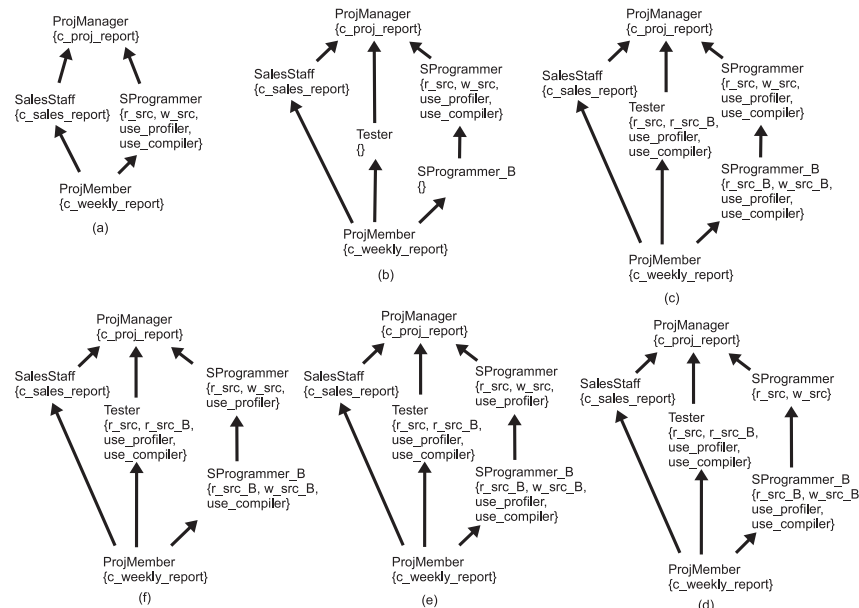 ProjManager
{c_proj_report}
SalesStaff
{c_sales_report}
SProgrammer
{r_src, w_src,
use_profiler,
use_compiler}
ProjMember
{c_weekly_report}
(a)
ProjManager
{c_proj_report}
SalesStaff
{c_sales_report}
SProgrammer
{r_src, w_src,
use_profiler,
use_compiler}
Tester
{}
SProgrammer_B
{}
ProjMember
{c_weekly_report}
(b)
ProjManager
{c_proj_report}
SalesStaff
{c_sales_report}
SProgrammer
{r_src, w_src,
use_profiler,
use_compiler}
Tester
{r_src, r_src_B,
use_profiler,
use_compiler}
SProgrammer_B
{r_src_B, w_src_B,
use_profiler,
use_compiler}
ProjMember
{c_weekly_report}
(c)
ProjManager
{c_proj_report}
SalesStaff
{c_sales_report}
SProgrammer
{r_src, w_src,
use_profiler}
Tester
{r_src, r_src_B,
use_profiler,
use_compiler}
SProgrammer_B
{r_src_B, w_src_B,
use_compiler}
ProjMember
{c_weekly_report}
(f)
ProjManager
{c_proj_report}
SalesStaff
{c_sales_report}
SProgrammer
{r_src, w_src,
use_profiler}
Tester
{r_src, r_src_B,
use_profiler,
use_compiler}
SProgrammer_B
{r_src_B, w_src_B,
use_profiler,
use_compiler}
ProjMember
{c_weekly_report}
(e)
ProjManager
{c_proj_report}
SalesStaff
{c_sales_report}
SProgrammer
{r_src, w_src}
Tester
{r_src, r_src_B,
use_profiler,
use_compiler}
SProgrammer_B
{r_src_B, w_src_B
use_profiler,
use_compiler}
ProjMember
{c_weekly_report}
(d)